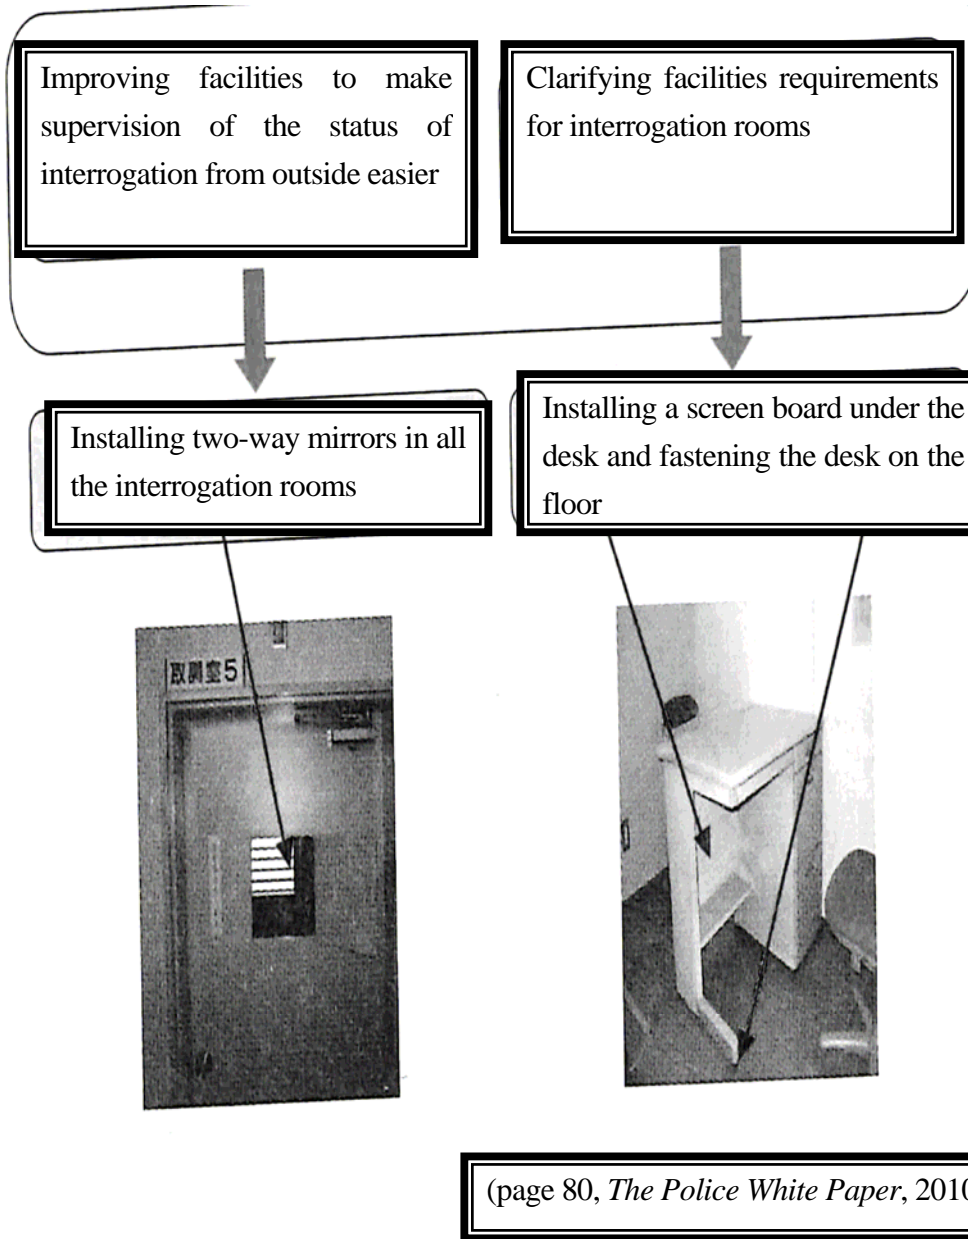 Improving facilities to make
supervision of the status of
interrogation from outside easier
Clarifying facilities requirements
for interrogation rooms
Installing two-way mirrors in all
the interrogation rooms
Installing a screen board under the
desk and fastening the desk on the
floor
取調室5
(page 80, The Police White Paper, 2010